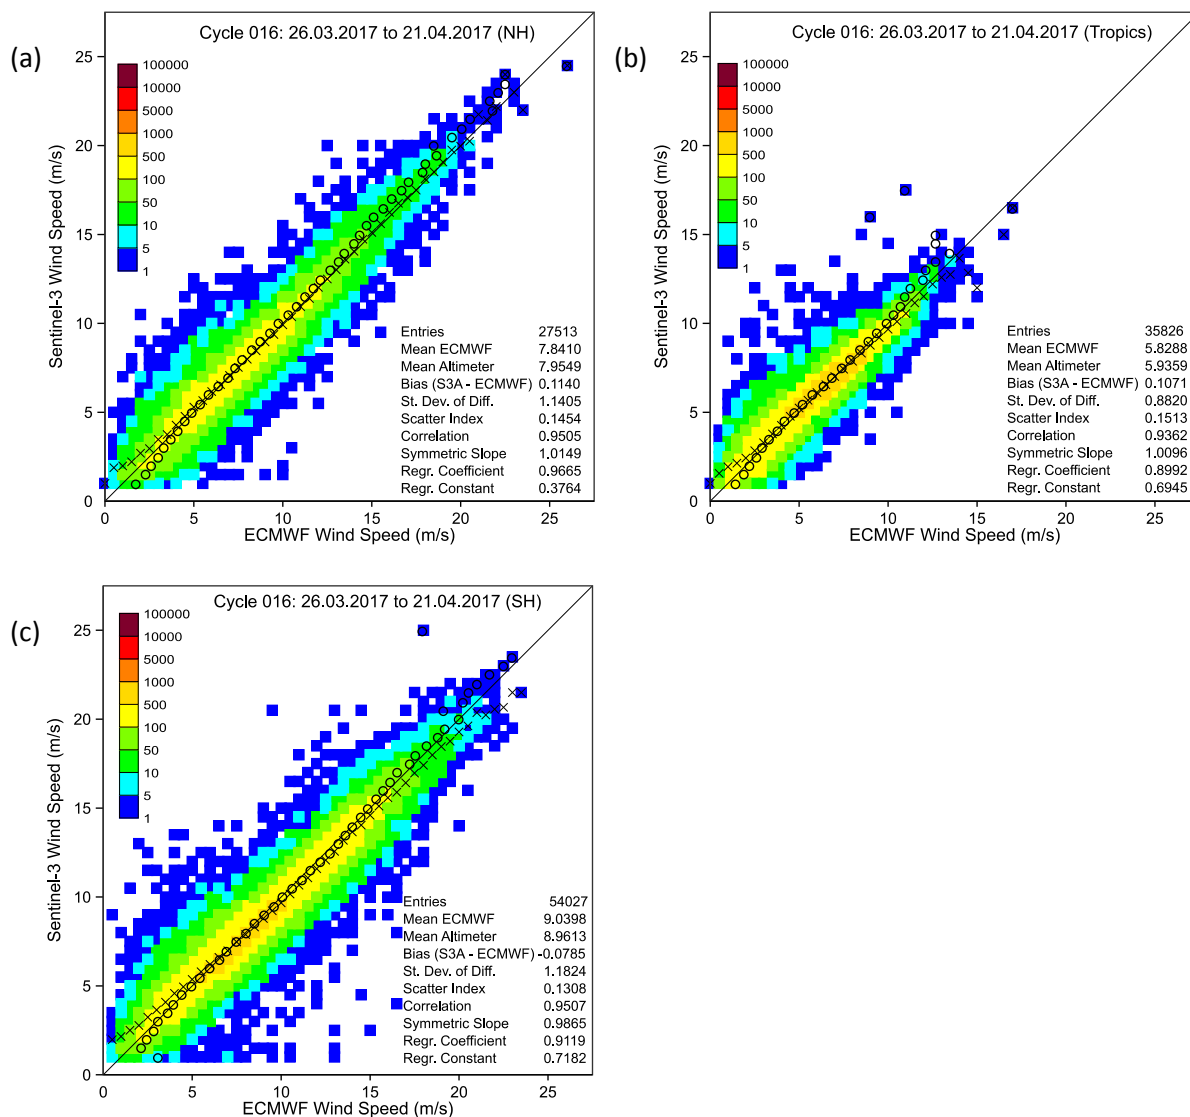 (a)
Cycle 016: 26.03.2017 to 21.04.2017 (NH)
Sentinel-3 Wind Speed (m/s)
25
20
15
10
5
0
100000
10000
5000
1000
500
100
50
10
5
1
Entries 27513
Mean ECMWF 7.8410
Mean Altimeter 7.9549
Bias (S3A - ECMWF) 0.1140
St. Dev. of Diff. 1.1405
Scatter Index 0.1454
Correlation 0.9505
Symmetric Slope 1.0149
Regr. Coefficient 0.9665
Regr. Constant 0.3764
0 5 10 15 20 25
ECMWF Wind Speed (m/s)
(b)
Cycle 016: 26.03.2017 to 21.04.2017 (Tropics)
Sentinel-3 Wind Speed (m/s)
25
20
15
10
5
0
100000
10000
5000
1000
500
100
50
10
5
1
Entries 35826
Mean ECMWF 5.8288
Mean Altimeter 5.9359
Bias (S3A - ECMWF) 0.1071
St. Dev. of Diff. 0.8820
Scatter Index 0.1513
Correlation 0.9362
Symmetric Slope 1.0096
Regr. Coefficient 0.8992
Regr. Constant 0.6945
0 5 10 15 20 25
ECMWF Wind Speed (m/s)
(c)
Cycle 016: 26.03.2017 to 21.04.2017 (SH)
Sentinel-3 Wind Speed (m/s)
25
20
15
10
5
0
100000
10000
5000
1000
500
100
50
10
5
1
Entries 54027
Mean ECMWF 9.0398
Mean Altimeter 8.9613
Bias (S3A - ECMWF) -0.0785
St. Dev. of Diff. 1.1824
Scatter Index 0.1308
Correlation 0.9507
Symmetric Slope 0.9865
Regr. Coefficient 0.9119
Regr. Constant 0.7182
0 5 10 15 20 25
ECMWF Wind Speed (m/s)